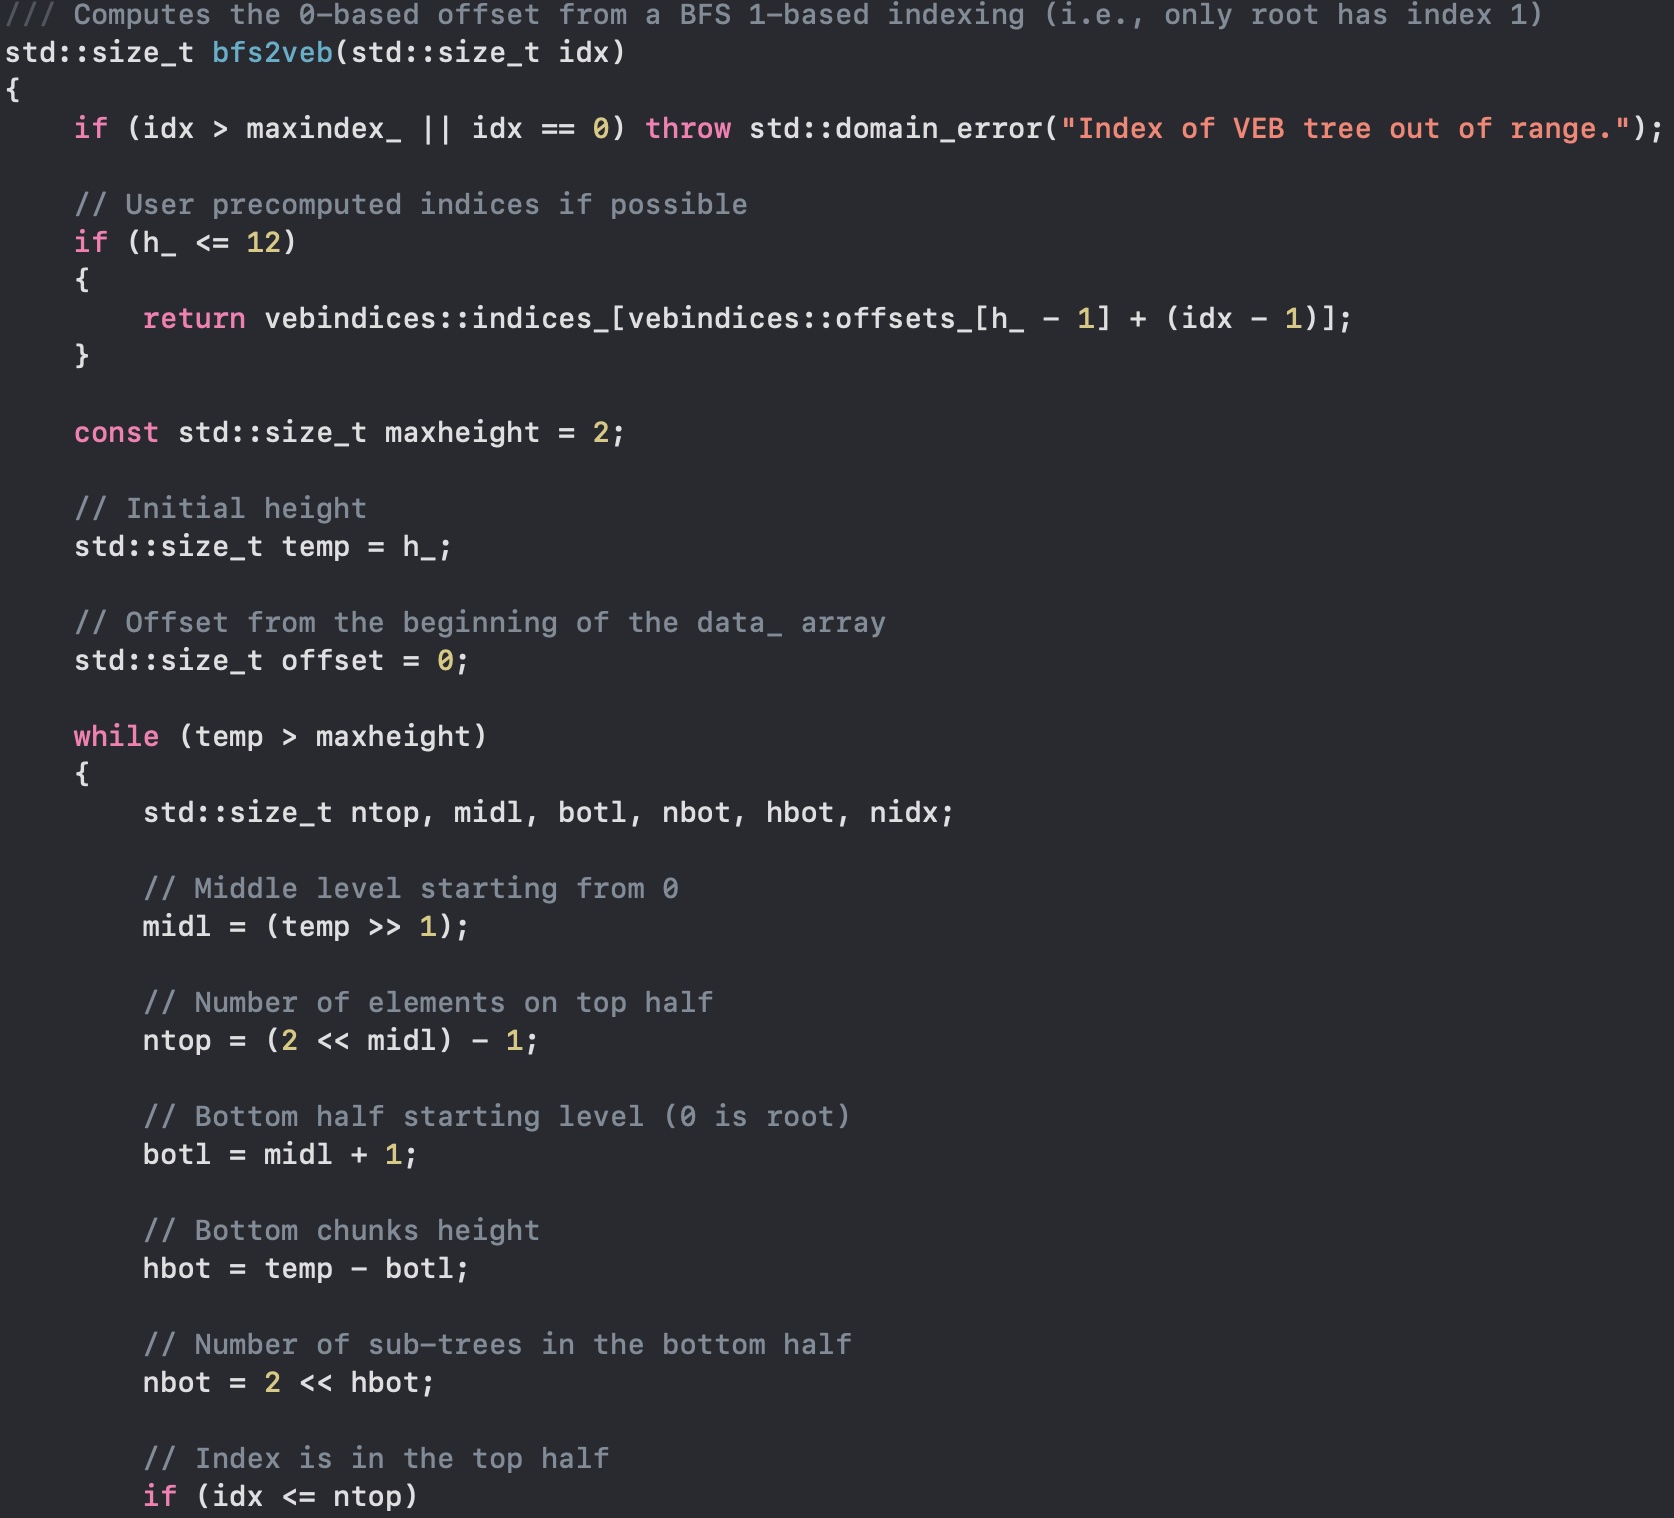 /// Computes the 0-based offset from a BFS 1-based indexing (i.e., only root has index 1)
std::size_t bfs2veb(std::size_t idx)
{
    if (idx > maxindex_ || idx == 0) throw std::domain_error("Index of VEB tree out of range.");

    // User precomputed indices if possible
    if (h_ <= 12)
    {
        return vebindices::indices_[vebindices::offsets_[h_ - 1] + (idx - 1)];
    }

    const std::size_t maxheight = 2;

    // Initial height
    std::size_t temp = h_;

    // Offset from the beginning of the data_ array
    std::size_t offset = 0;

    while (temp > maxheight)
    {
        std::size_t ntop, midl, botl, nbot, hbot, nidx;

        // Middle level starting from 0
        midl = (temp >> 1);

        // Number of elements on top half
        ntop = (2 << midl) - 1;

        // Bottom half starting level (0 is root)
        botl = midl + 1;

        // Bottom chunks height
        hbot = temp - botl;

        // Number of sub-trees in the bottom half
        nbot = 2 << hbot;

        // Index is in the top half
        if (idx <= ntop)